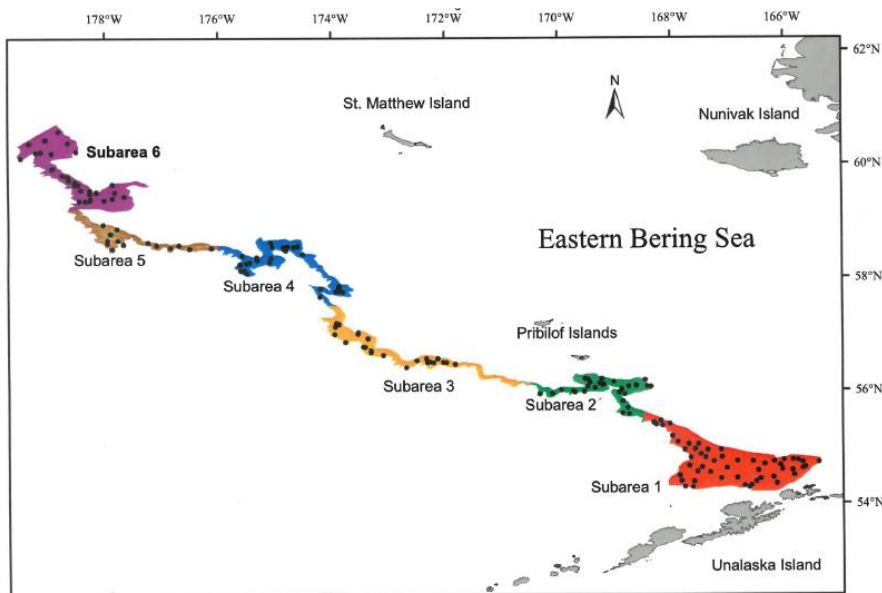 178°W 176°W 174°W 172°W 170°W 168°W 166°W
62°N
N
St. Matthew Island
Nunivak Island
Subarea 6
60°N
Eastern Bering Sea
Subarea 5
58°N
Subarea 4
Pribilof Islands
Subarea 3
56°N
Subarea 2
Subarea 1
54°N
Unalaska Island